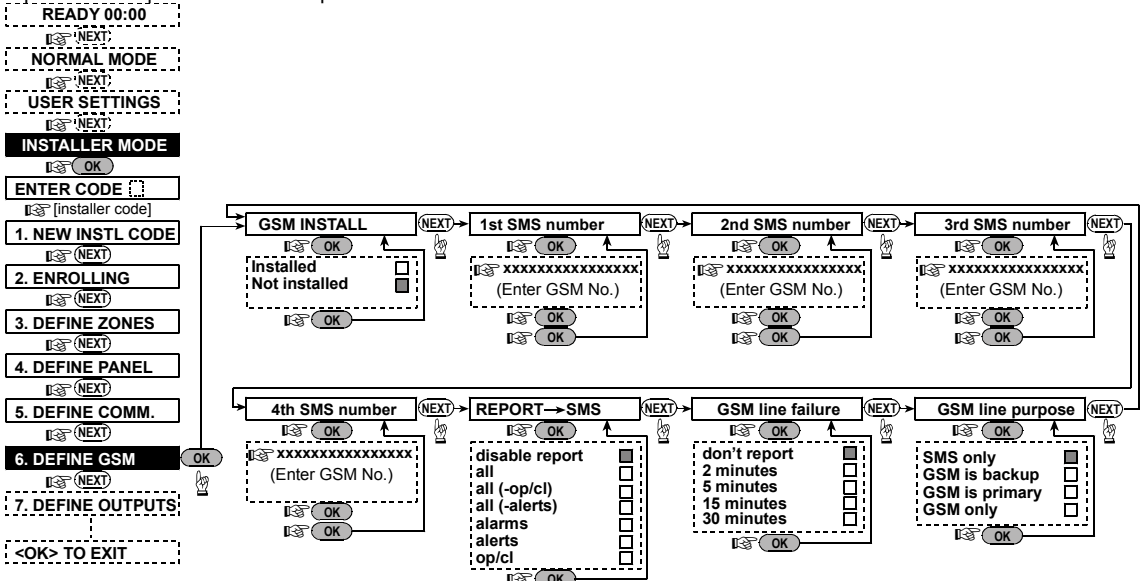 READY 00:00
NEXT
NORMAL MODE
NEXT
USER SETTINGS
NEXT
INSTALLER MODE
OK
ENTER CODE
[installer code]
1. NEW INSTL CODE
NEXT
2. ENROLLING
NEXT
3. DEFINE ZONES
NEXT
4. DEFINE PANEL
NEXT
5. DEFINE COMM.
NEXT
6. DEFINE GSM
OK
NEXT
7. DEFINE OUTPUTS
<OK> TO EXIT
GSM INSTALL
NEXT
OK
Installed
Not installed
OK
1st SMS number
NEXT
OK
xxxxxxxxxxxxxxxx
(Enter GSM No.)
OK
OK
2nd SMS number
NEXT
OK
xxxxxxxxxxxxxxxx
(Enter GSM No.)
OK
OK
3rd SMS number
NEXT
OK
xxxxxxxxxxxxxxxx
(Enter GSM No.)
OK
OK
4th SMS number
NEXT
OK
xxxxxxxxxxxxxxxx
(Enter GSM No.)
OK
OK
REPORT→SMS
NEXT
OK
disable report
all
all (-op/cl)
all (-alerts)
alarms
alerts
op/cl
OK
GSM line failure
NEXT
OK
don't report
2 minutes
5 minutes
15 minutes
30 minutes
OK
GSM line purpose
NEXT
OK
SMS only
GSM is backup
GSM is primary
GSM only
OK